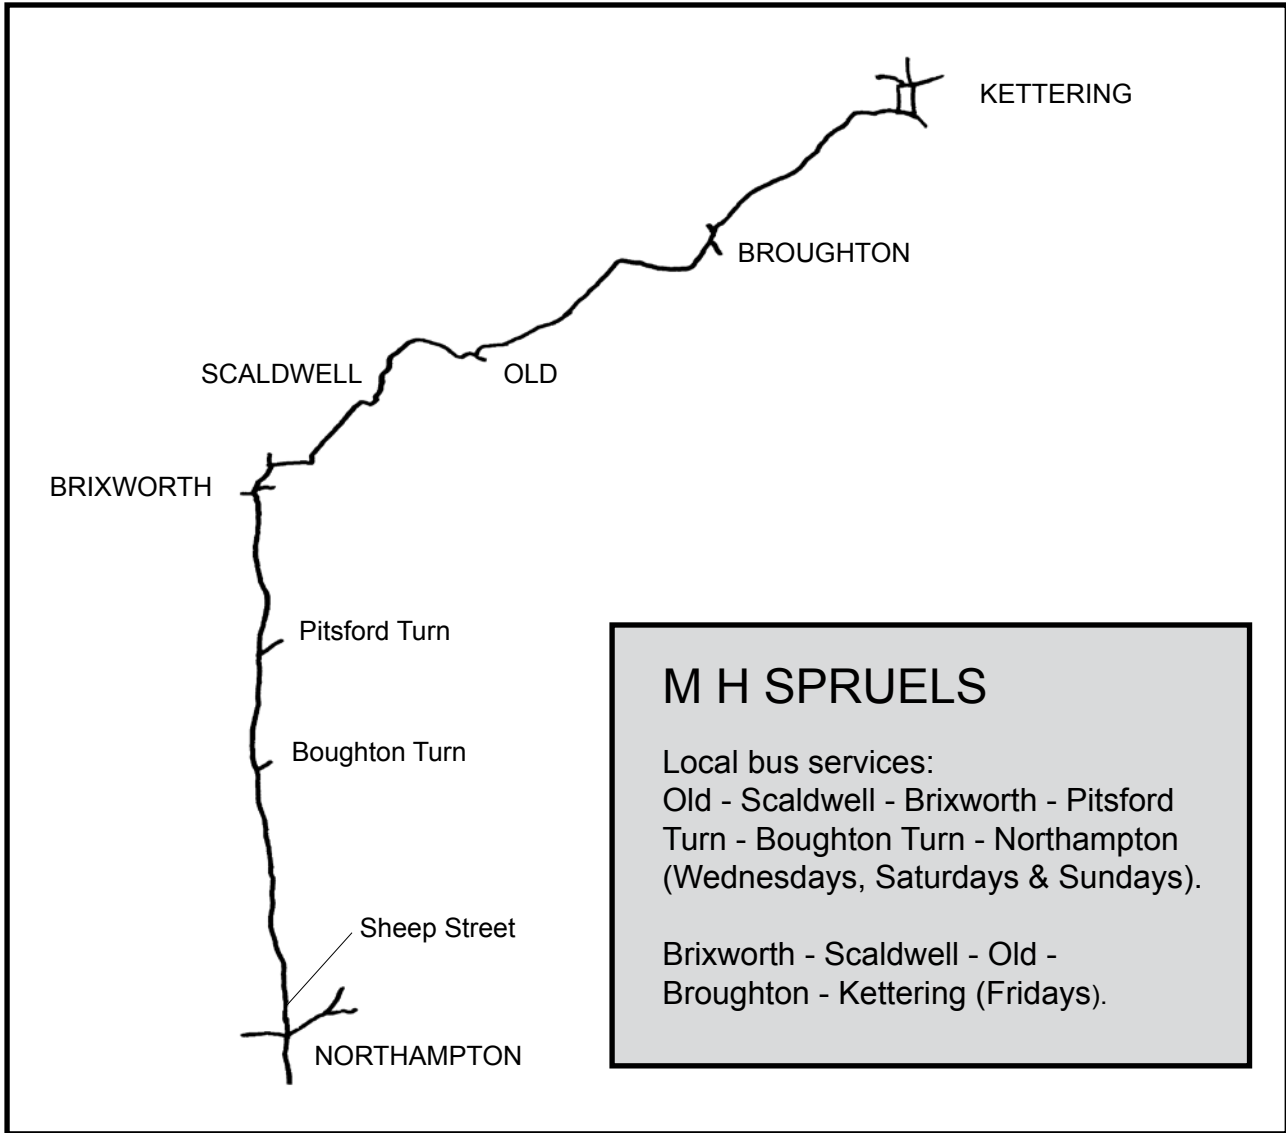 KETTERING
BROUGHTON
SCALDWELL
OLD
BRIXWORTH
Pitsford Turn
Boughton Turn
Sheep Street
NORTHAMPTON
M H SPRUELS
Local bus services:
Old - Scaldwell - Brixworth - Pitsford
Turn - Boughton Turn - Northampton
(Wednesdays, Saturdays & Sundays).
Brixworth - Scaldwell - Old -
Broughton - Kettering (Fridays).